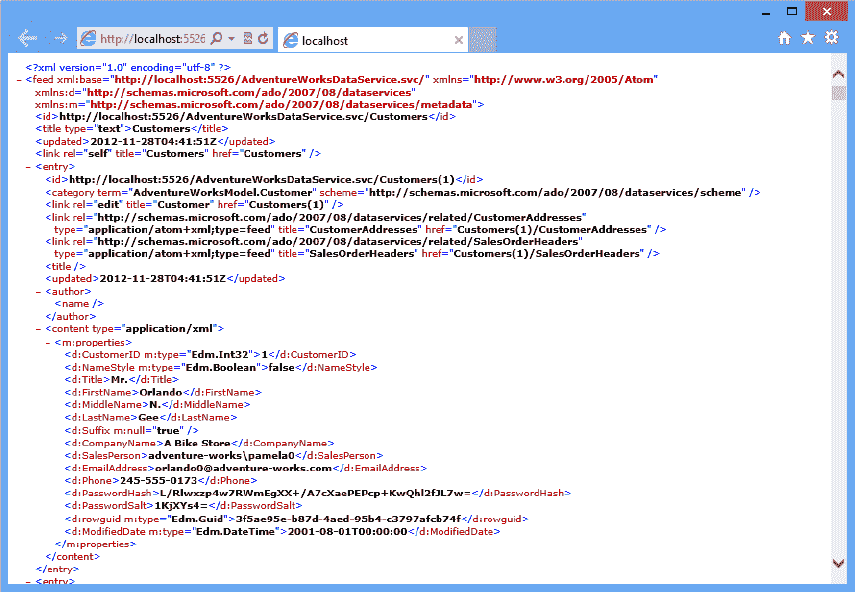 http://localhost:5526
localhost
<?xml version="1.0" encoding="utf-8" ?>
- <feed xml:base="http://localhost:5526/AdventureWorksDataService.svc/" xmlns="http://www.w3.org/2005/Atom"
xmlns:d="http://schemas.microsoft.com/ado/2007/08/dataservices"
xmlns:m="http://schemas.microsoft.com/ado/2007/08/dataservices/metadata">
<id>http://localhost:5526/AdventureWorksDataService.svc/Customers</id>
<title type="text">Customers</title>
<updated>2012-11-28T04:41:51Z</updated>
<link rel="self" title="Customers" href="Customers" />
- <entry>
<id>http://localhost:5526/AdventureWorksDataService.svc/Customers(1)</id>
<category term="AdventureWorksModel.Customer" scheme="http://schemas.microsoft.com/ado/2007/08/dataservices/scheme" />
<link rel="edit" title="Customer" href="Customers(1)" />
<link rel="http://schemas.microsoft.com/ado/2007/08/dataservices/related/CustomerAddresses"
type="application/atom+xml;type=feed" title="CustomerAddresses" href="Customers(1)/CustomerAddresses" />
<link rel="http://schemas.microsoft.com/ado/2007/08/dataservices/related/SalesOrderHeaders"
type="application/atom+xml;type=feed" title="SalesOrderHeaders" href="Customers(1)/SalesOrderHeaders" />
<title />
<updated>2012-11-28T04:41:51Z</updated>
- <author>
<name />
</author>
- <content type="application/xml">
- <m:properties>
<d:CustomerID m:type="Edm.Int32">1</d:CustomerID>
<d:NameStyle m:type="Edm.Boolean">false</d:NameStyle>
<d:Title>Mr.</d:Title>
<d:FirstName>Orlando</d:FirstName>
<d:MiddleName>N.</d:MiddleName>
<d:LastName>Gee</d:LastName>
<d:Suffix m:null="true" />
<d:CompanyName>A Bike Store</d:CompanyName>
<d:SalesPerson>adventure-works\pamela0</d:SalesPerson>
<d:EmailAddress>orlando0@adventure-works.com</d:EmailAddress>
<d:Phone>245-555-0173</d:Phone>
<d:PasswordHash>L/Rlwxzp4w7RWmEgXX+/A7cXaePEPcp+KwQhl2fJL7w=</d:PasswordHash>
<d:PasswordSalt>1KjXYs4=</d:PasswordSalt>
<d:rowguid m:type="Edm.Guid">3f5ae95e-b87d-4aed-95b4-c3797afcb74f</d:rowguid>
<d:ModifiedDate m:type="Edm.DateTime">2001-08-01T00:00:00</d:ModifiedDate>
</m:properties>
</content>
</entry>
- <entry>